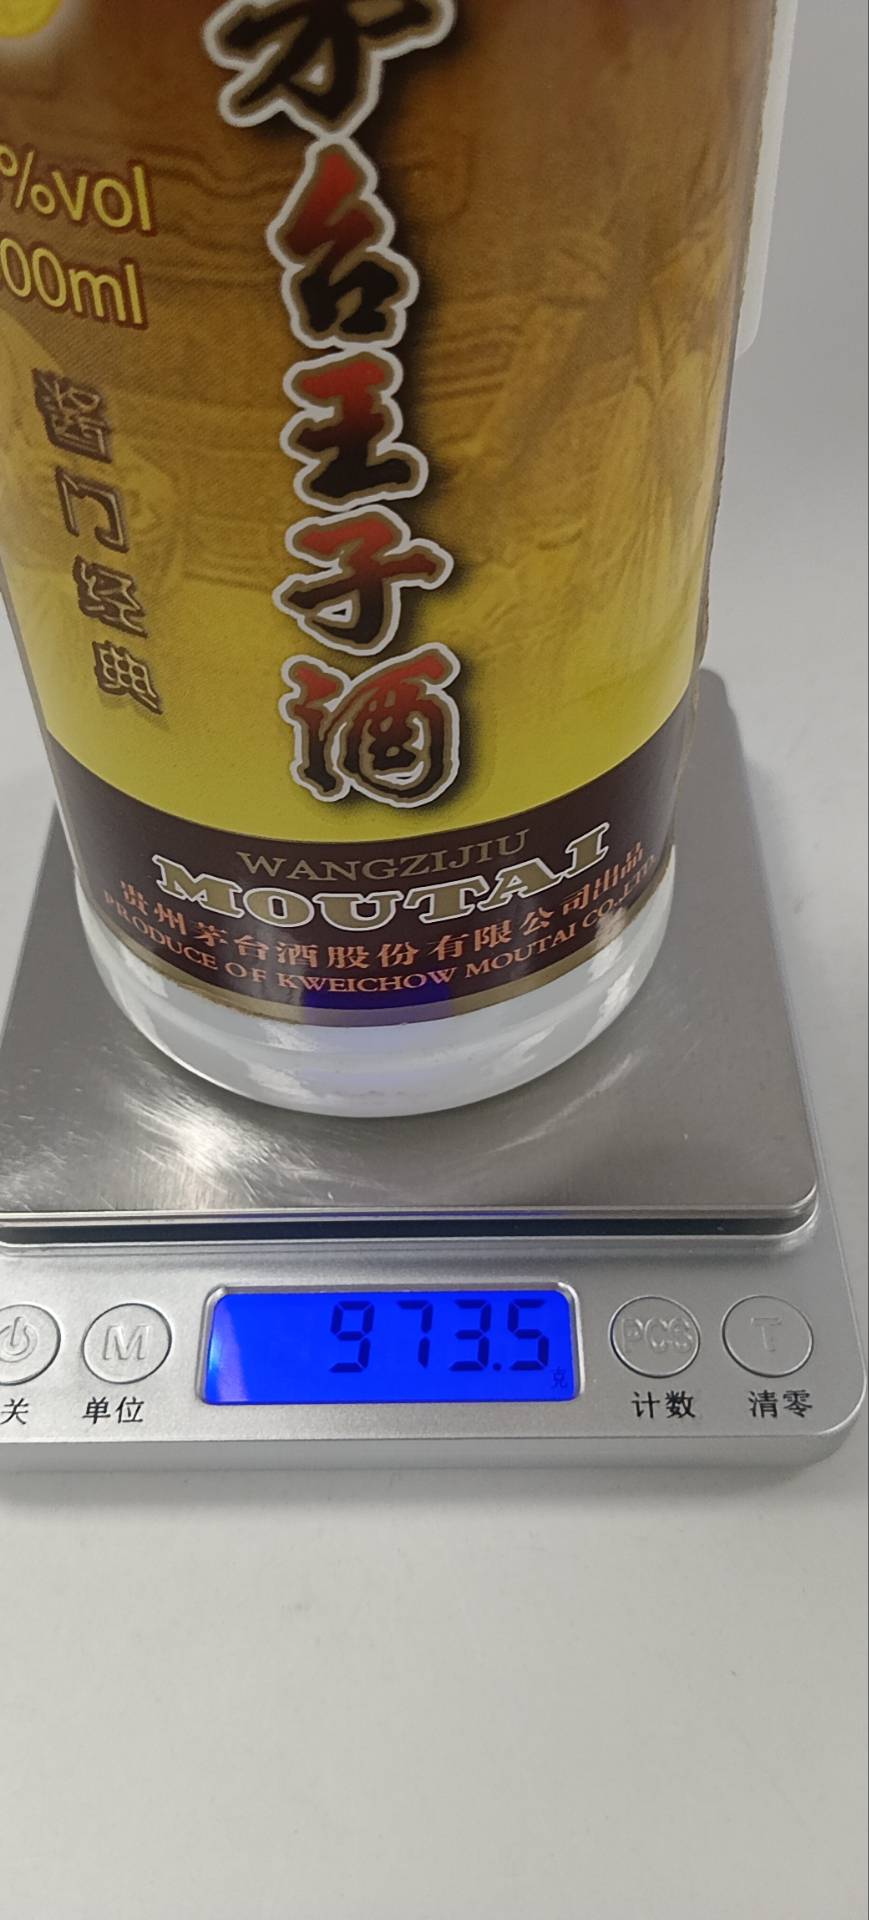 %vol
00ml
茅台王子酒
酱门经典
WANGZIJIU
MOUTAI
贵州茅台酒股份有限公司出品
PRODUCE OF KWEICHOW MOUTAI CO.,LTD.
973.5
克
M
PCS
T
关
单位
计数
清零